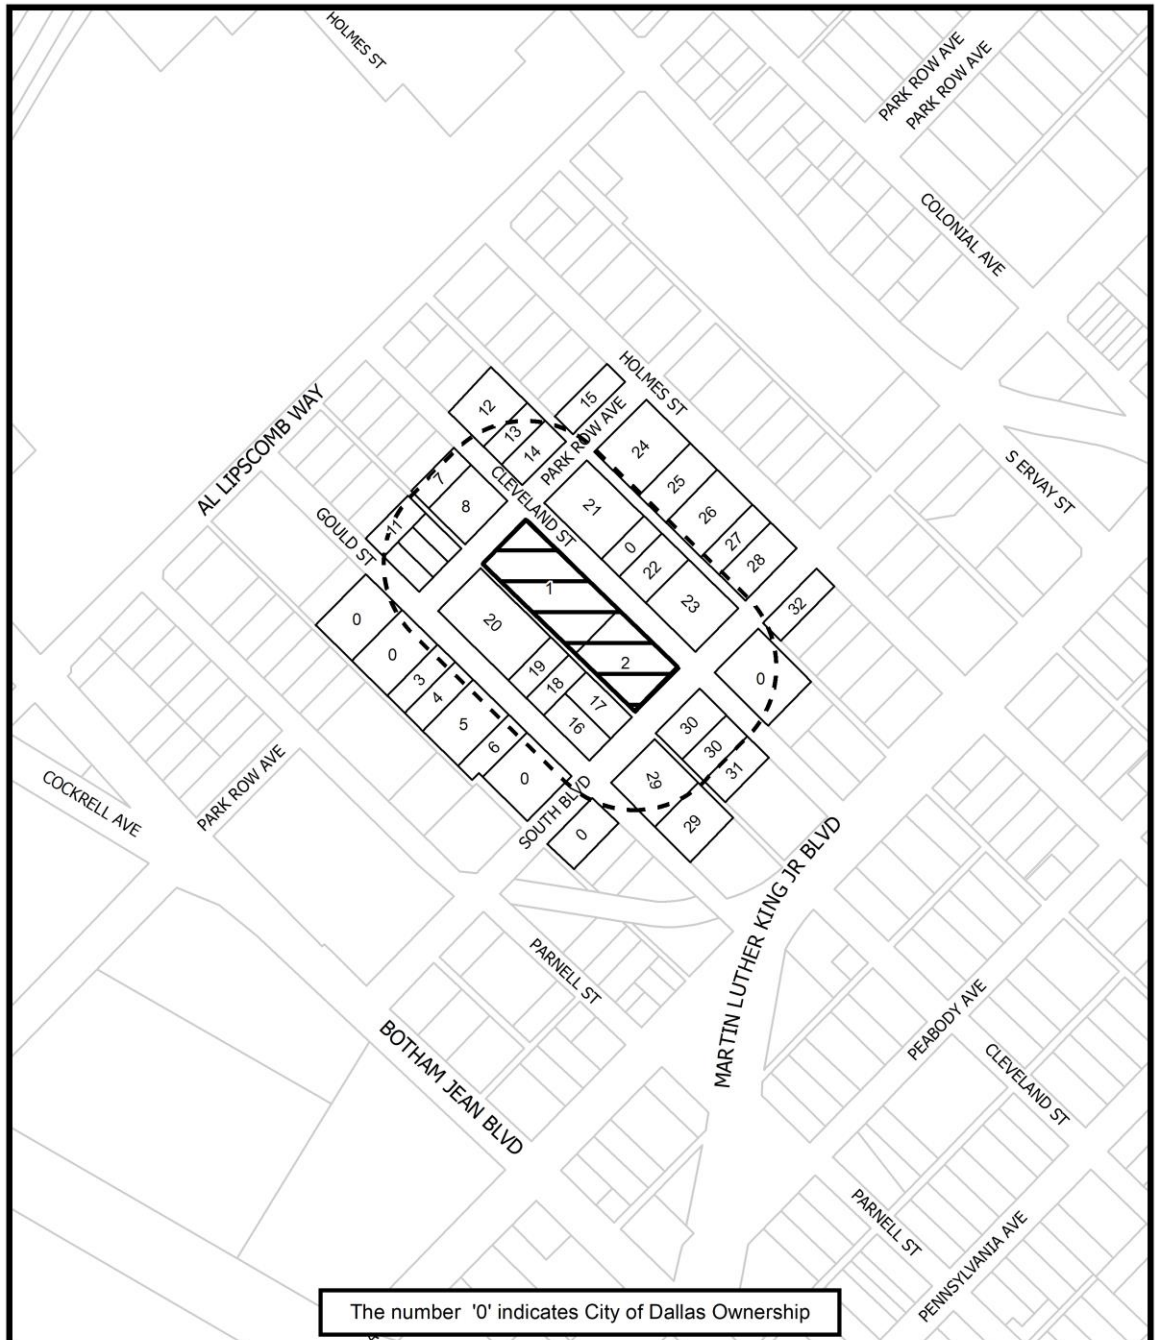 HOLMES ST
PARK ROW AVE
PARK ROW AVE
COLONIAL AVE
HOLMES ST
15
12
PARK ROW AVE
AL LIPSCOMB WAY
13
24
14
S ERVAY ST
7
CLEVELAND ST
25
8
21
26
GOULD ST
11
27
0
28
22
1
23
32
0
20
0
2
19
0
3
18
4
17
5
16
30
6
30
31
0
29
COCKRELL AVE
PARK ROW AVE
SOUTH BLVD
29
0
MARTIN LUTHER KING JR BLVD
PARNELL ST
PEABODY AVE
BOTHAM JEAN BLVD
CLEVELAND ST
PARNELL ST
PENNSYLVANIA AVE
The number '0' indicates City of Dallas Ownership